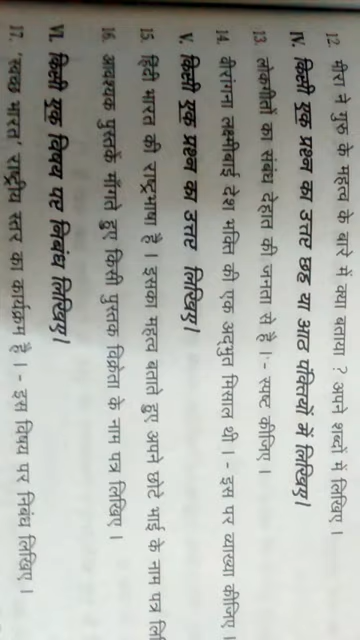 12. मीरा ने गुरु के महत्व के बारे में क्या बताया ? अपने शब्दों में लिखिए।
IV. किसी एक प्रश्न का उत्तर छह या आठ पंक्तियों में लिखिए।
13. लोकगीतों का संबंध देहात की जनता से है।- स्पष्ट कीजिए।
14. वीरांगना लक्ष्मीबाई देश भक्ति की एक अद्भुत मिसाल थी। - इस पर व्याख्या कीजिए।
V. किसी एक प्रश्न का उत्तर लिखिए।
15. हिंदी भारत की राष्ट्रभाषा है। इसका महत्व बताते हुए अपने छोटे भाई के नाम पत्र लि
16. आवश्यक पुस्तकें माँगते हुए किसी पुस्तक विक्रेता के नाम पत्र लिखिए।
VI. किसी एक विषय पर निबंध लिखिए।
17. 'स्वच्छ भारत' राष्ट्रीय स्तर का कार्यक्रम है। - इस विषय पर निबंध लिखिए।